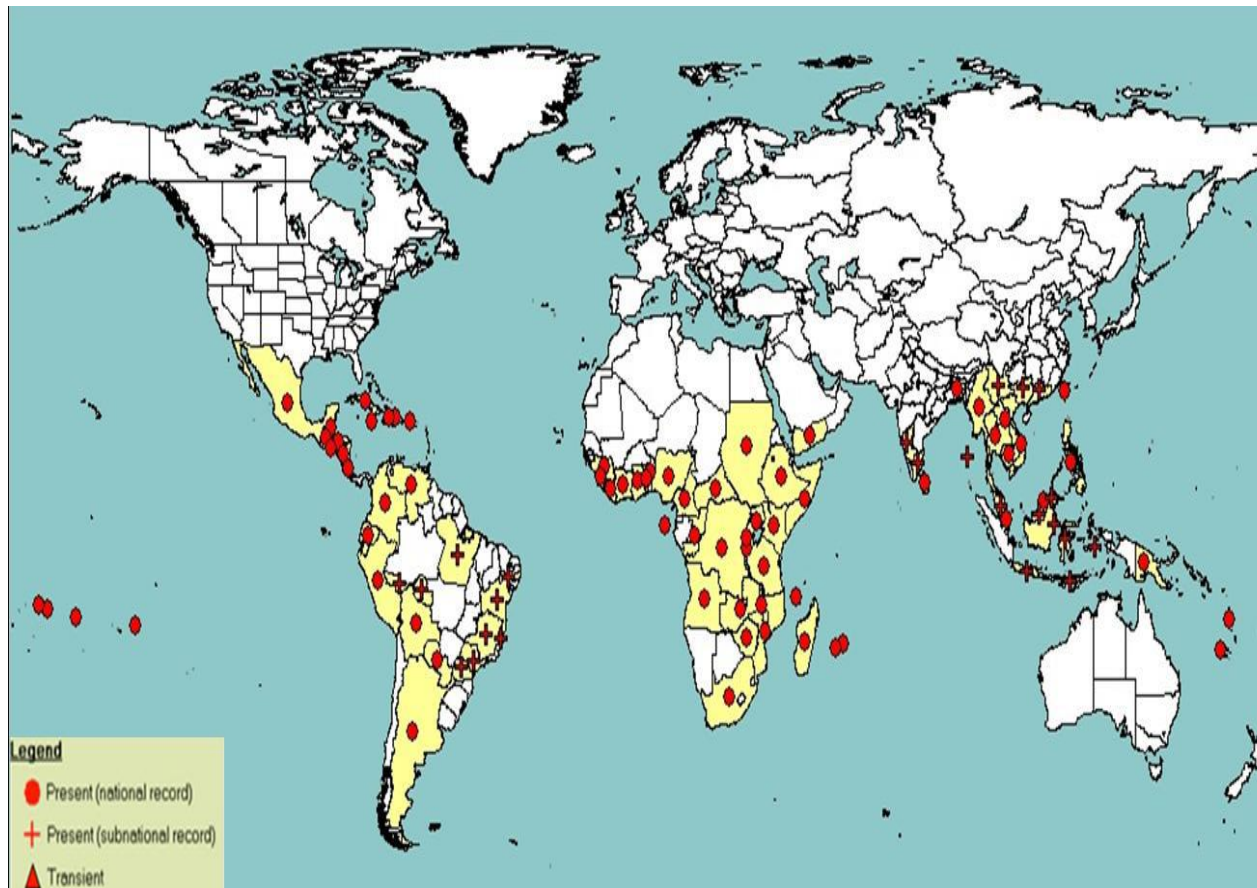 Legend
Present (national record)
Present (subnational record)
Transient